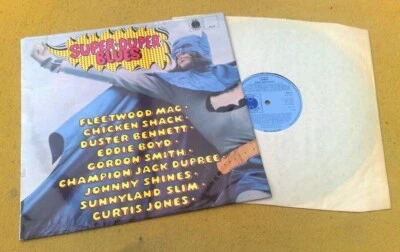 SUPER DUPER
BLUES
FLEETWOOD MAC·
CHICKEN SHACK·
DUSTER BENNETT·
EDDIE BOYD·
GORDON SMITH·
CHAMPION JACK DUPREE·
JOHNNY SHINES·
SUNNYLAND SLIM·
CURTIS JONES·